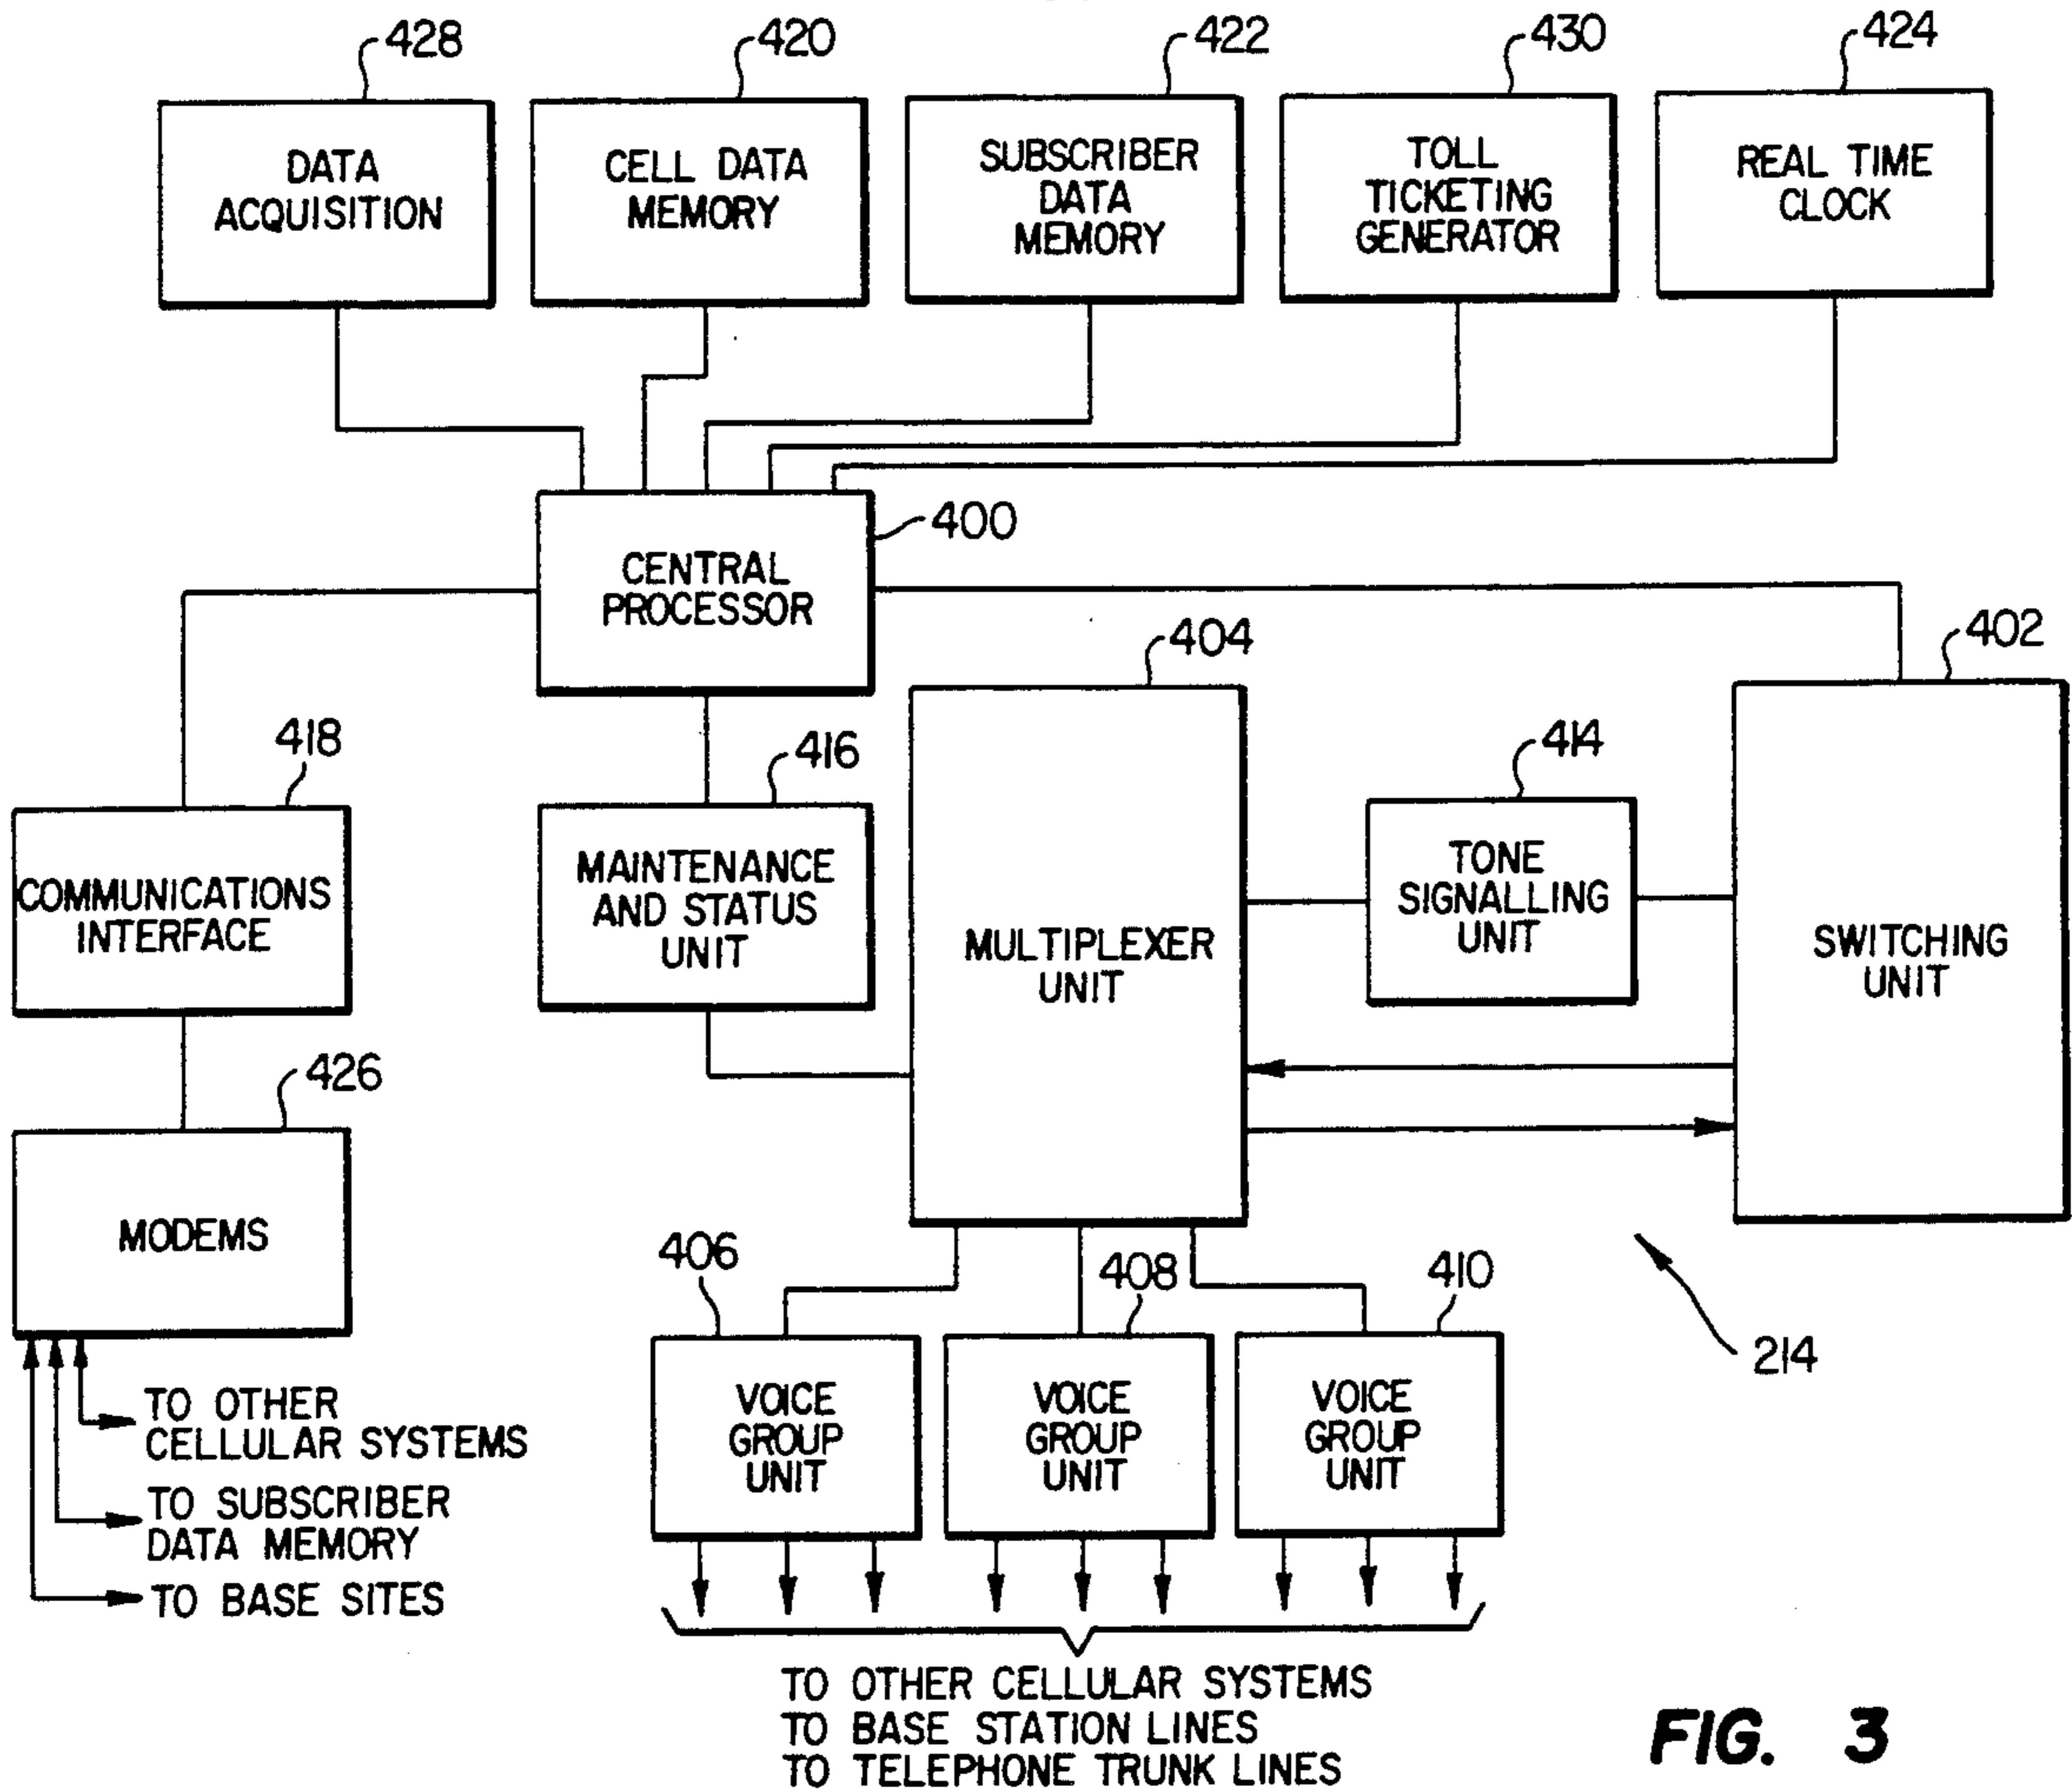 428
420
422
430
424
DATA
ACQUISITION
CELL DATA
MEMORY
SUBSCRIBER
DATA
MEMORY
TOLL
TICKETING
GENERATOR
REAL TIME
CLOCK
400
CENTRAL
PROCESSOR
404
402
418
416
414
COMMUNICATIONS
INTERFACE
MAINTENANCE
AND STATUS
UNIT
MULTIPLEXER
UNIT
TONE
SIGNALLING
UNIT
SWITCHING
UNIT
426
MODEMS
406
408
410
214
TO OTHER
CELLULAR SYSTEMS
TO SUBSCRIBER
DATA MEMORY
TO BASE SITES
VOICE
GROUP
UNIT
VOICE
GROUP
UNIT
VOICE
GROUP
UNIT
TO OTHER CELLULAR SYSTEMS
TO BASE STATION LINES
TO TELEPHONE TRUNK LINES
FIG. 3